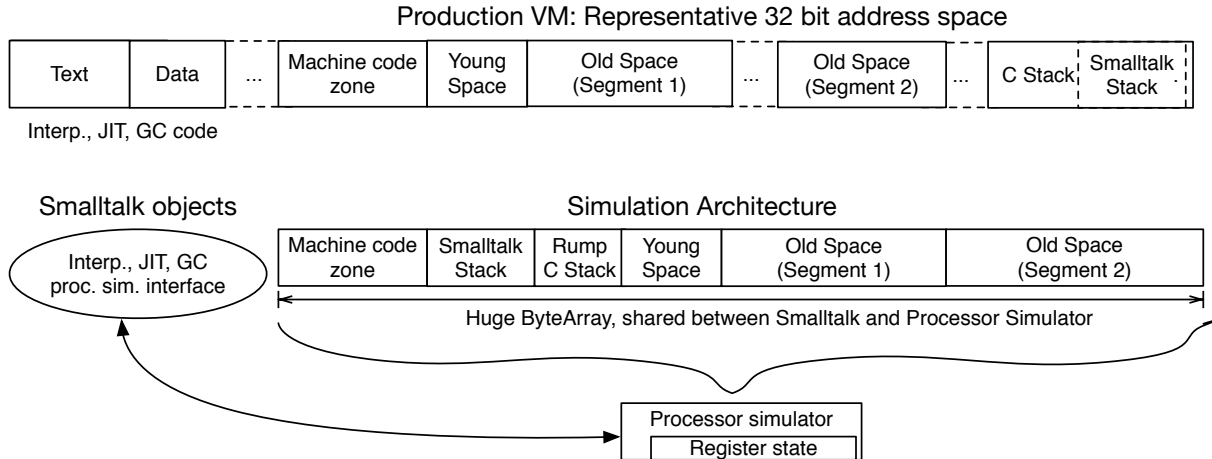 Production VM: Representative 32 bit address space
Text
Data
...
Machine code
zone
Young
Space
Old Space
(Segment 1)
...
Old Space
(Segment 2)
...
C Stack
Smalltalk
Stack
.
Interp., JIT, GC code
Smalltalk objects
Simulation Architecture
Interp., JIT, GC
proc. sim. interface
Machine code
zone
Smalltalk
Stack
Rump
C Stack
Young
Space
Old Space
(Segment 1)
Old Space
(Segment 2)
Huge ByteArray, shared between Smalltalk and Processor Simulator
Processor simulator
Register state